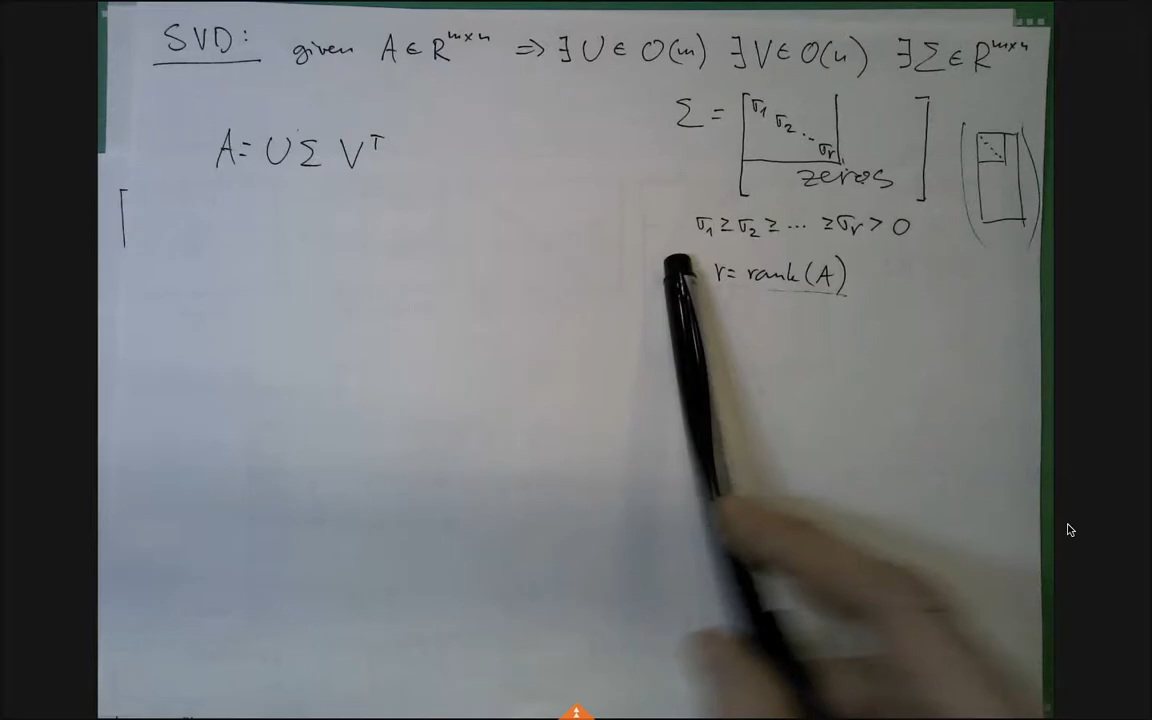 SVD: given A ∈ R^{m×n} ⇒ ∃ U ∈ O(m) ∃ V ∈ O(n) ∃ Σ ∈ R^{m×n}
Σ = [σ₁ σ₂ ⋱ σᵣ zeros]
A = U Σ V^T
σ₁ ≥ σ₂ ≥ ⋯ ≥ σᵣ > 0
r = rank(A)